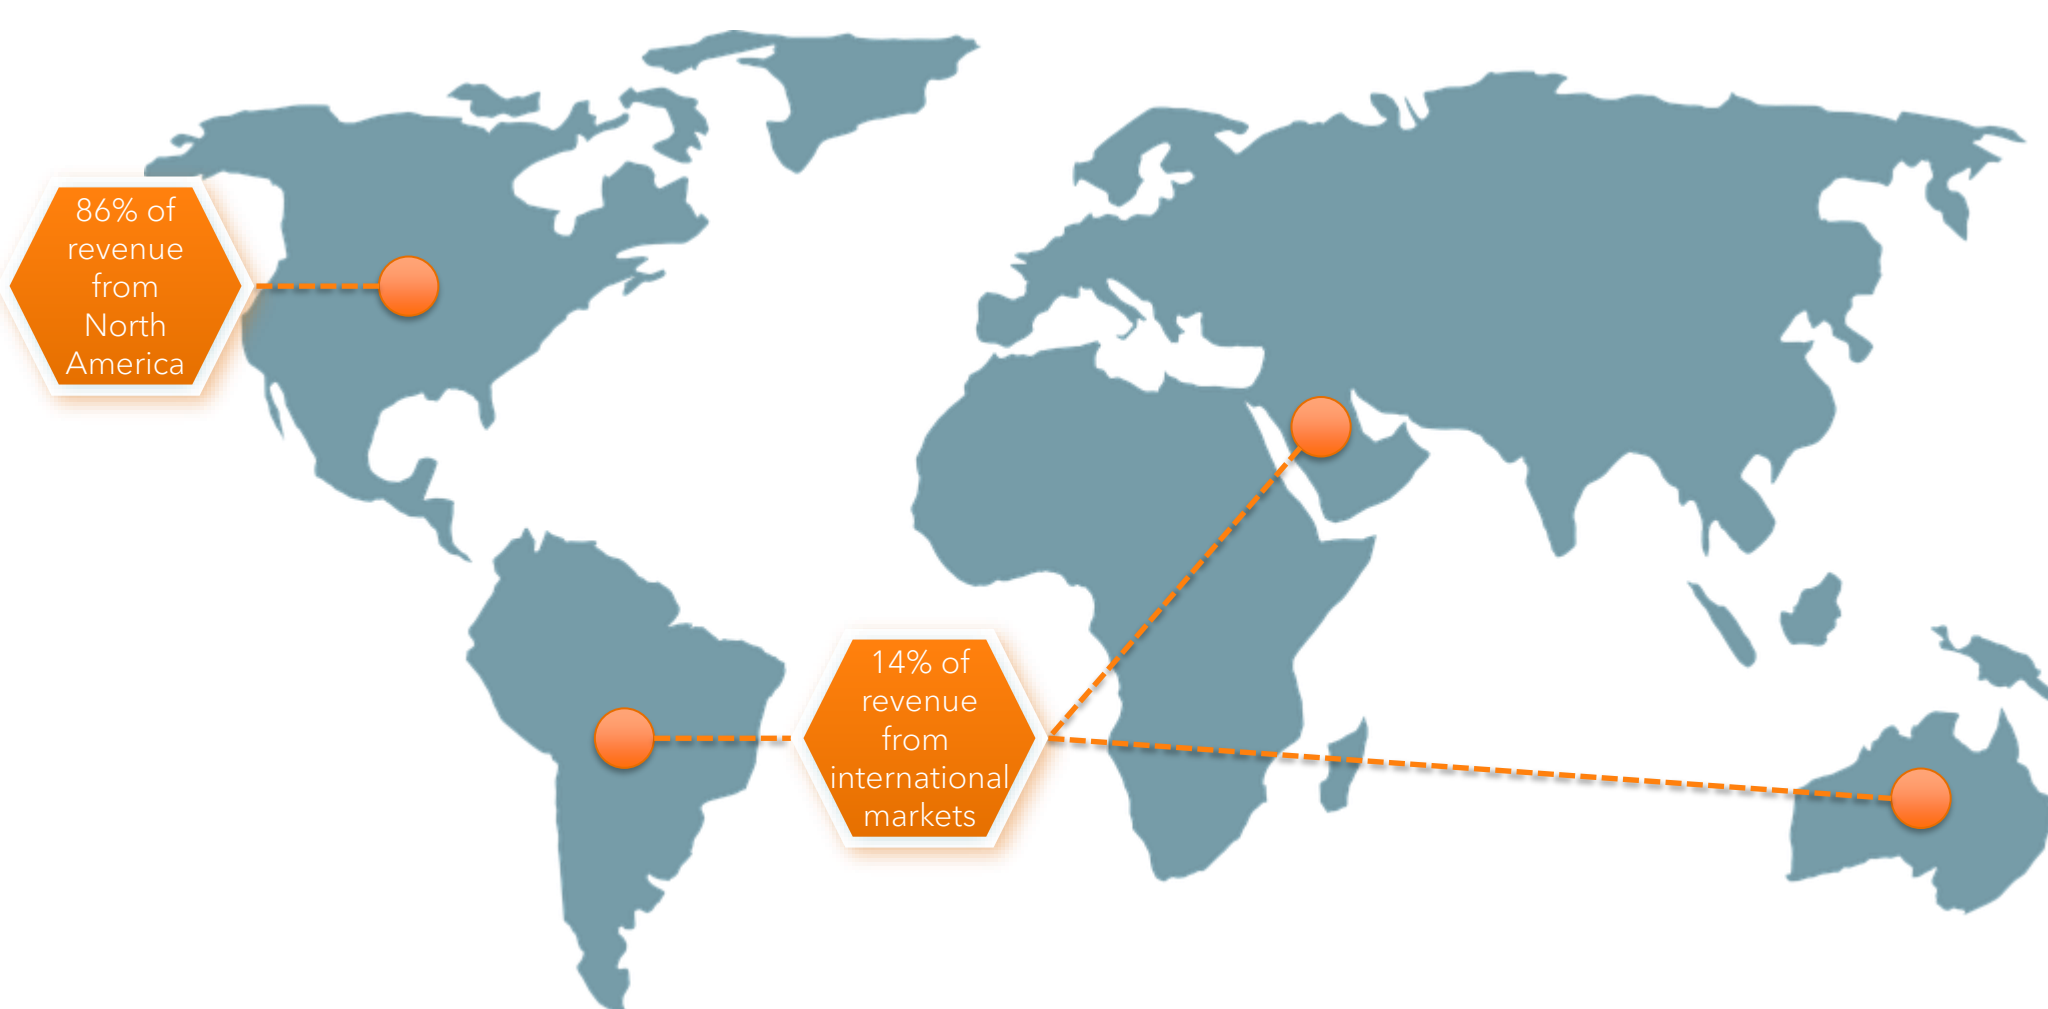 86% of
revenue
from
North
America
14% of
revenue
from
international
markets